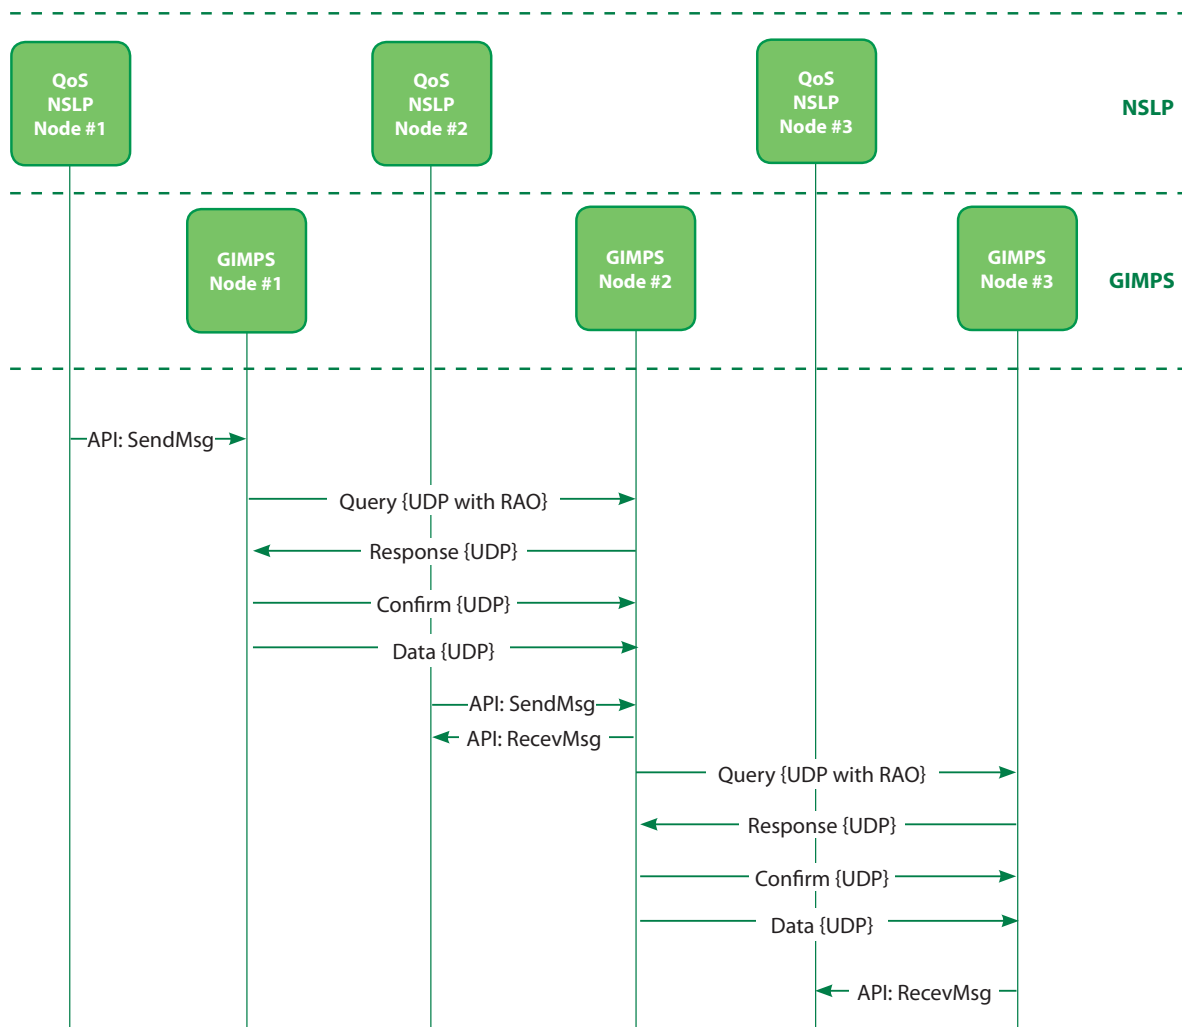 QoS
NSLP
Node #1
QoS
NSLP
Node #2
QoS
NSLP
Node #3
NSLP
GIMPS
Node #1
GIMPS
Node #2
GIMPS
Node #3
GIMPS
API: SendMsg
Query {UDP with RAO}
Response {UDP}
Confirm {UDP}
Data {UDP}
API: SendMsg
API: RecevMsg
Query {UDP with RAO}
Response {UDP}
Confirm {UDP}
Data {UDP}
API: RecevMsg